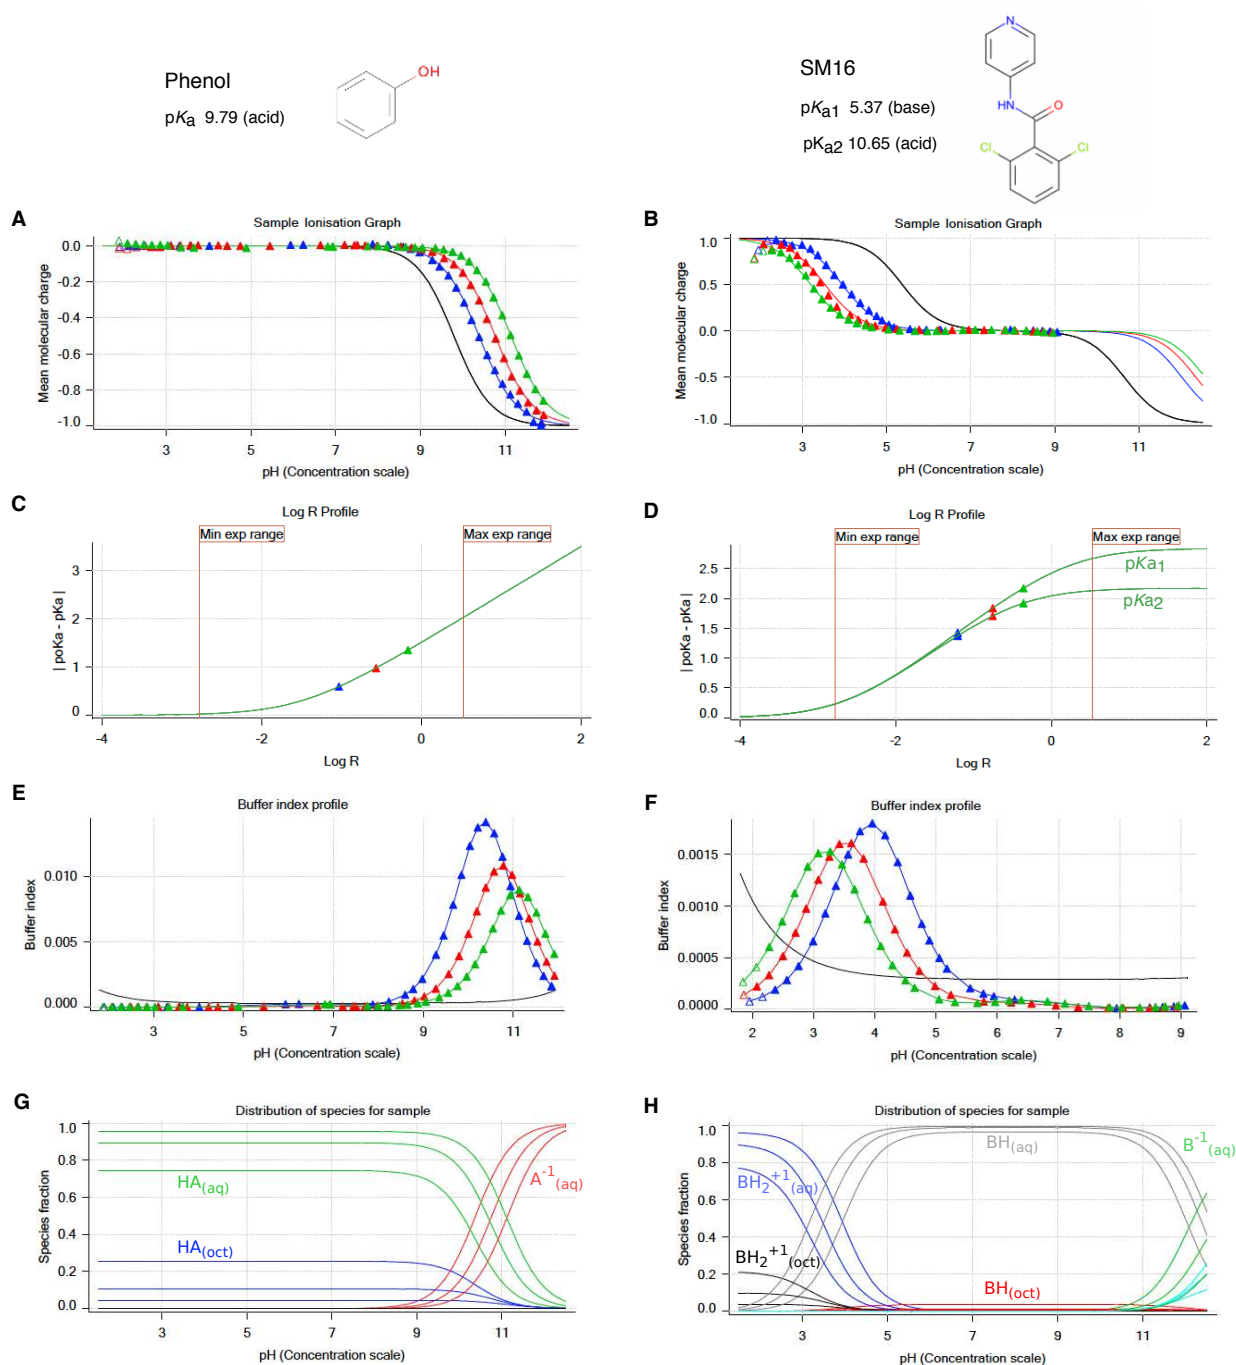 Phenol
pKa 9.79 (acid)
OH
SM16
pKa1 5.37 (base)
pKa2 10.65 (acid)
N
HN
O
Cl
Cl
A
Sample Ionisation Graph
Mean molecular charge
0.0
-0.2
-0.4
-0.6
-0.8
-1.0
3
5
7
9
11
pH (Concentration scale)
B
Sample Ionisation Graph
Mean molecular charge
1.0
0.5
0.0
-0.5
-1.0
3
5
7
9
11
pH (Concentration scale)
C
Log R Profile
Min exp range
Max exp range
| poKa - pKa |
3
2
1
0
-4
-2
0
2
Log R
D
Log R Profile
Min exp range
Max exp range
| poKa - pKa |
2.5
2.0
1.5
1.0
0.5
0.0
pKa1
pKa2
-4
-2
0
2
Log R
E
Buffer index profile
Buffer index
0.010
0.005
0.000
3
5
7
9
11
pH (Concentration scale)
F
Buffer index profile
Buffer index
0.0015
0.0010
0.0005
0.0000
2
3
4
5
6
7
8
9
pH (Concentration scale)
G
Distribution of species for sample
Species fraction
1.0
0.8
0.6
0.4
0.2
0.0
HA(aq)
A-1(aq)
HA(oct)
3
5
7
9
11
pH (Concentration scale)
H
Distribution of species for sample
Species fraction
1.0
0.8
0.6
0.4
0.2
0.0
BH(aq)
B-1(aq)
BH2+1(aq)
BH2+1(oct)
BH(oct)
3
5
7
9
11
pH (Concentration scale)